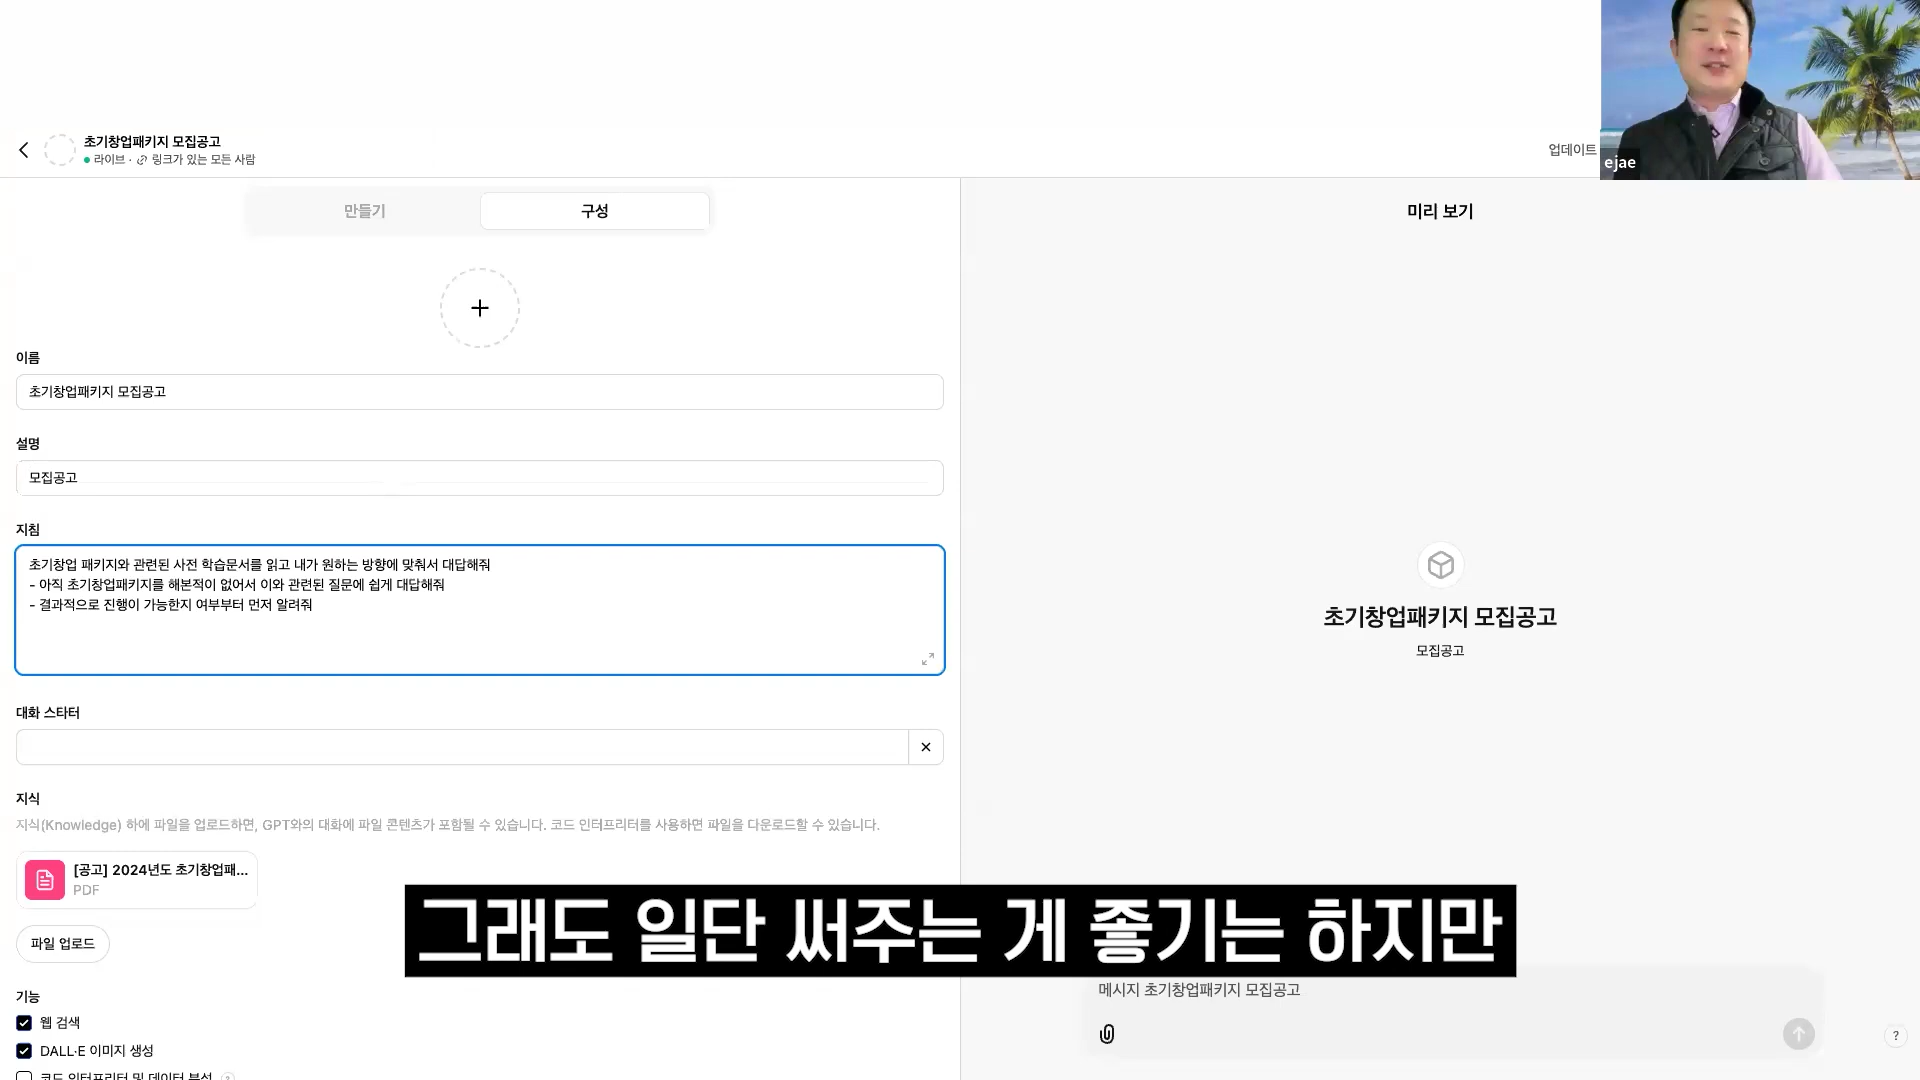 초기창업패키지 모집공고
라이브 · 링크가 있는 모든 사람
업데이트
ejae
만들기
구성
미리 보기
이름
초기창업패키지 모집공고
설명
모집공고
지침
초기창업 패키지와 관련된 사전 학습문서를 읽고 내가 원하는 방향에 맞춰서 대답해줘
- 아직 초기창업패키지를 해본적이 없어서 이와 관련된 질문에 쉽게 대답해줘
- 결과적으로 진행이 가능한지 여부부터 먼저 알려줘
초기창업패키지 모집공고
모집공고
대화 스타터
지식
지식(Knowledge) 하에 파일을 업로드하면, GPT와의 대화에 파일 콘텐츠가 포함될 수 있습니다. 코드 인터프리터를 사용하면 파일을 다운로드할 수 있습니다.
[공고] 2024년도 초기창업패...
PDF
파일 업로드
그래도 일단 써주는 게 좋기는 하지만
메시지 초기창업패키지 모집공고
기능
웹 검색
DALL·E 이미지 생성
코드 인터프리터 및 데이터 분석
?